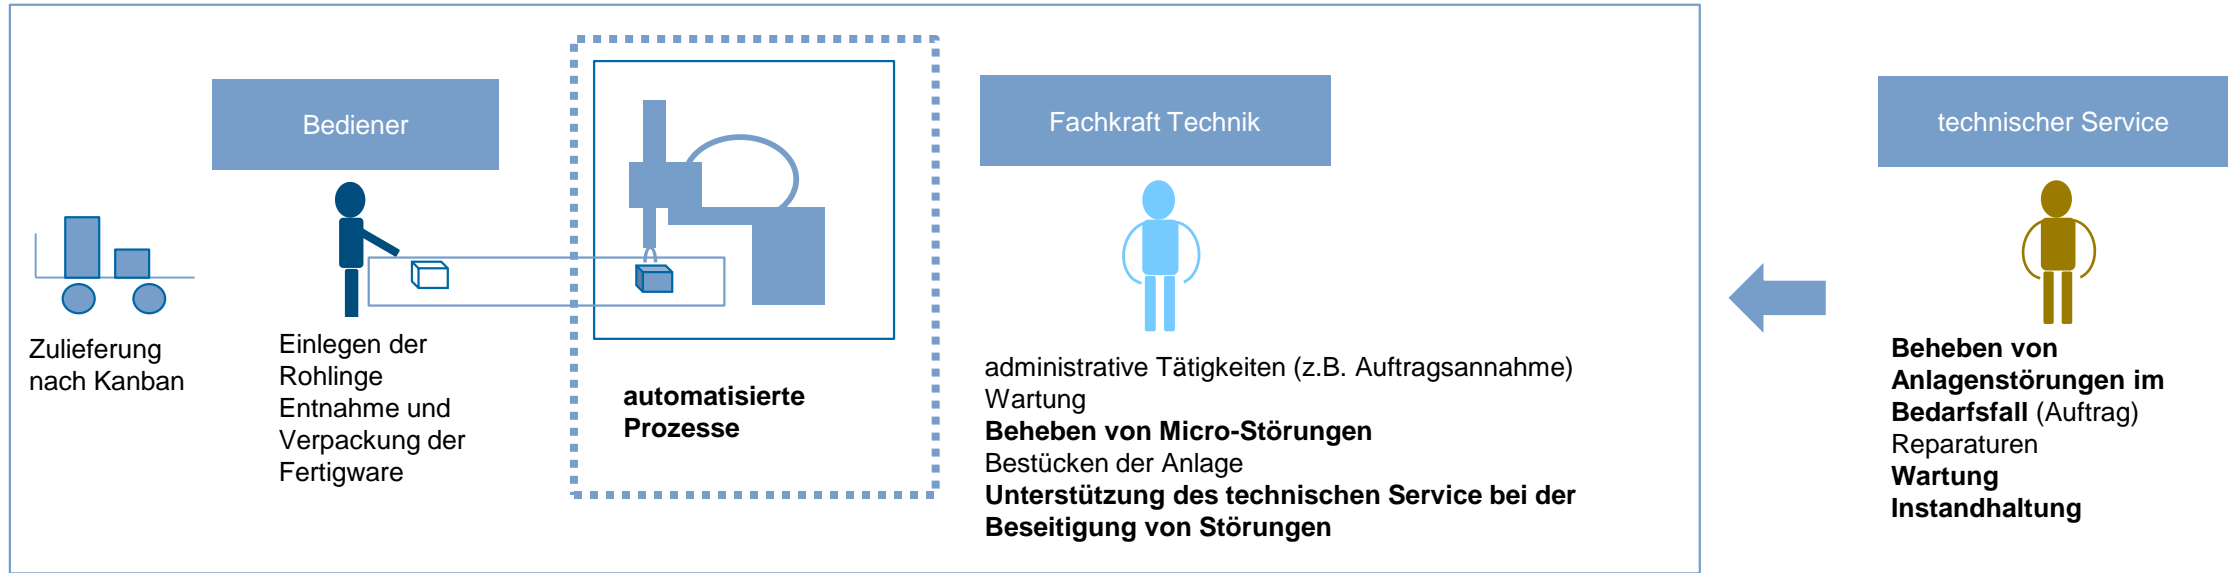 Bediener
Fachkraft Technik
technischer Service
Zulieferung
nach Kanban
Einlegen der
Rohlinge
Entnahme und
Verpackung der
Fertigware
automatisierte
Prozesse
administrative Tätigkeiten (z.B. Auftragsannahme)
Wartung
Beheben von Micro-Störungen
Bestücken der Anlage
Unterstützung des technischen Service bei der
Beseitigung von Störungen
Beheben von
Anlagenstörungen im
Bedarfsfall (Auftrag)
Reparaturen
Wartung
Instandhaltung